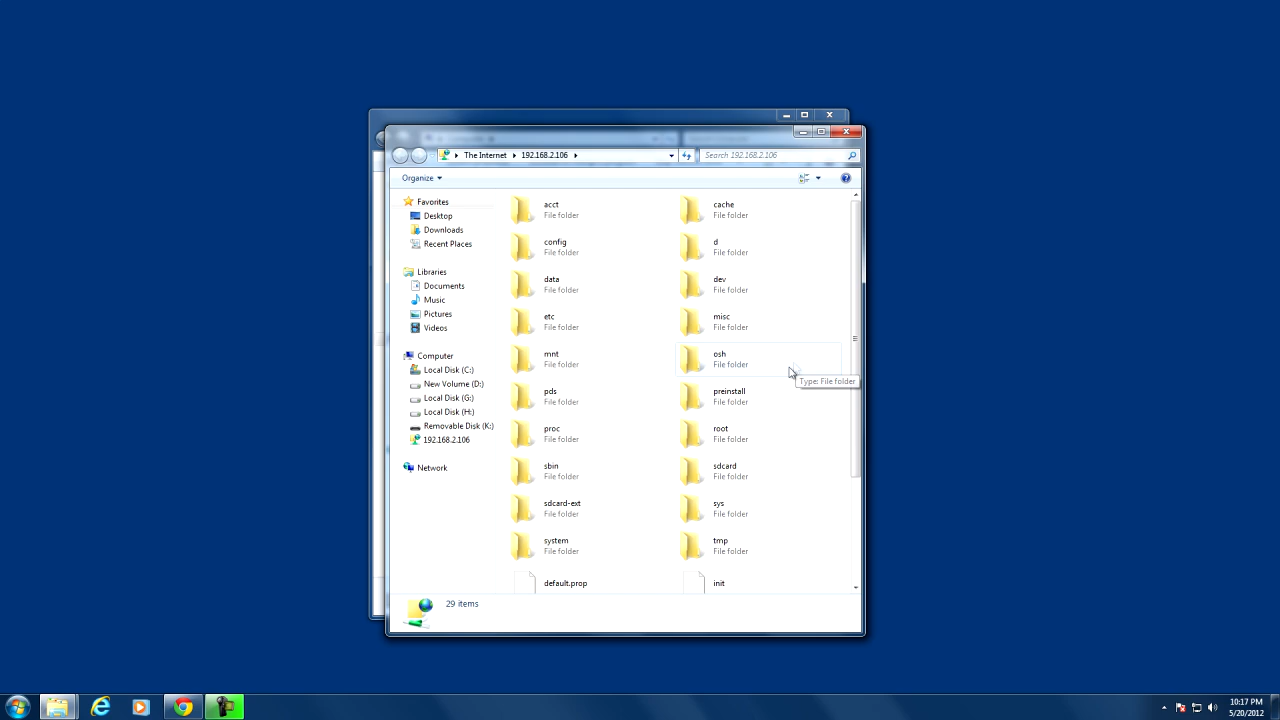 The Internet 192.168.2.106
Search 192.168.2.106
Organize
Favorites
Desktop
Downloads
Recent Places
Libraries
Documents
Music
Pictures
Videos
Computer
Local Disk (C:)
New Volume (D:)
Local Disk (G:)
Local Disk (H:)
Removable Disk (K:)
192.168.2.106
Network
acct
File folder
cache
File folder
config
File folder
d
File folder
data
File folder
dev
File folder
etc
File folder
misc
File folder
mnt
File folder
osh
File folder
Type: File folder
pds
File folder
preinstall
File folder
proc
File folder
root
File folder
sbin
File folder
sdcard
File folder
sdcard-ext
File folder
sys
File folder
system
File folder
tmp
File folder
default.prop
init
29 items
10:17 PM
5/20/2012